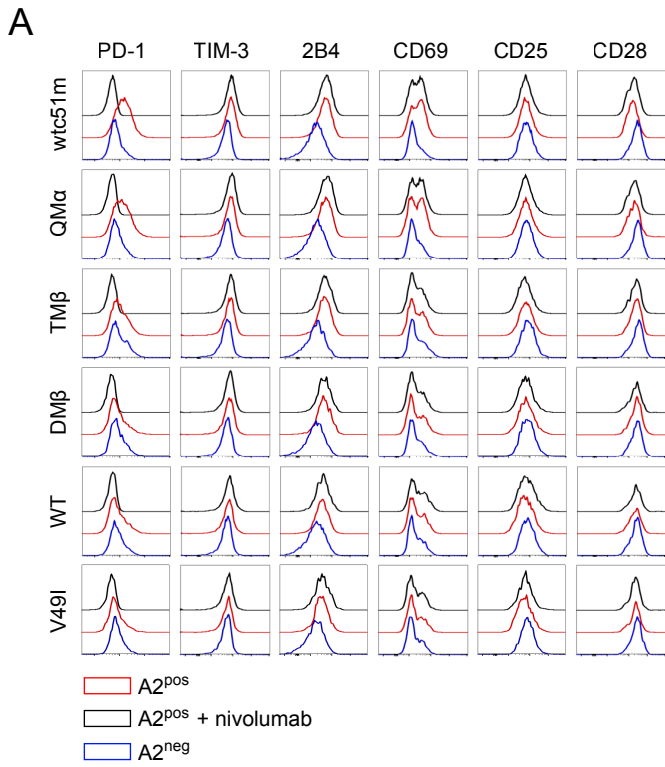 A
PD-1 TIM-3 2B4 CD69 CD25 CD28
wtc51m
QMα
TMβ
DMβ
WT
V49I
A2pos
A2pos + nivolumab
A2neg